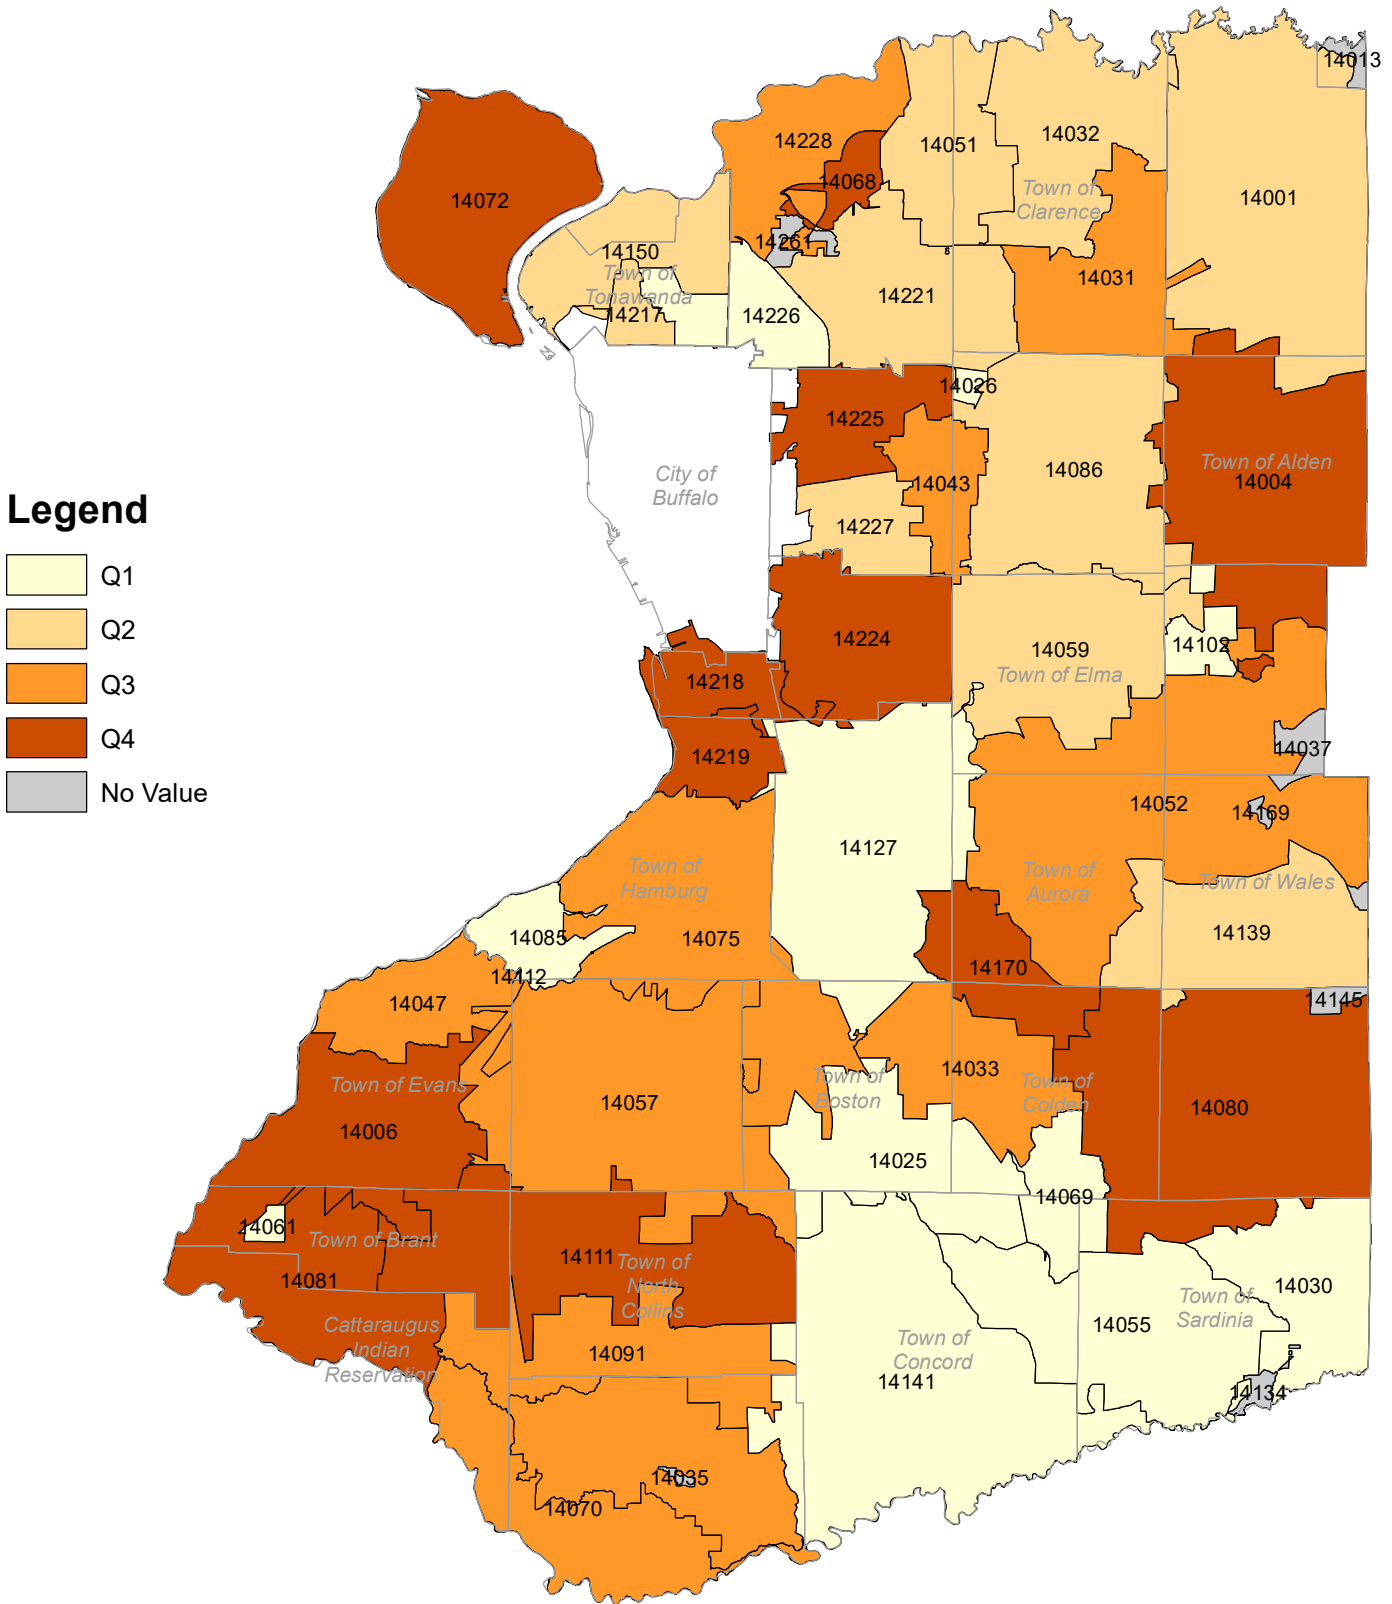 14013
14032
14051
14228
14068
14072
14001
Town of
Clarence
14261
14150
Town of
Tonawanda
14031
14221
14217
14226
14026
14225
14086
Town of Alden
14004
City of
Buffalo
14043
14227
Legend
Q1
Q2
Q3
Q4
No Value
14224
14059
Town of Elma
14102
14218
14219
14037
14052
14169
14127
Town of
Hamburg
Town of
Aurora
Town of Wales
14085
14075
14139
14170
14112
14047
14145
14033
Town of Evans
Town of
Boston
Town of
Colden
14057
14080
14006
14025
14069
14061
Town of Brant
14111
Town of
North
Collins
14081
14030
Town of
Sardinia
14055
Cattaraugus
Indian
Reservation
14091
Town of
Concord
14141
14134
14035
14070